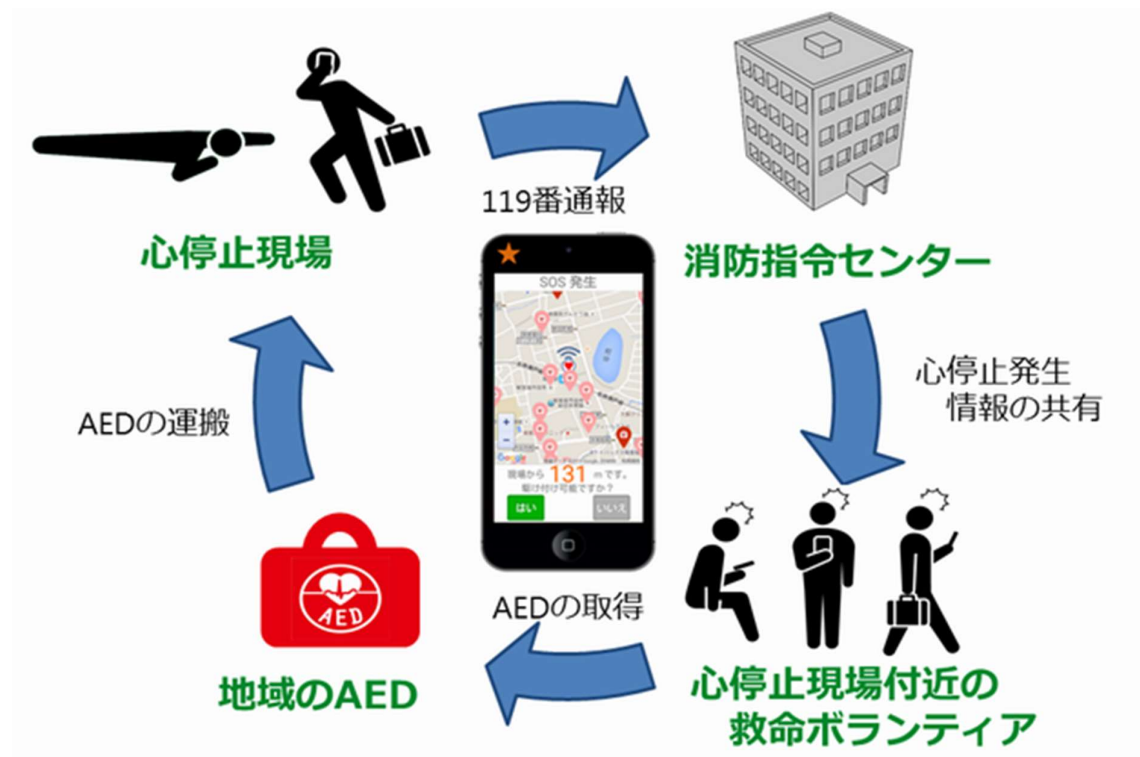 119番通報
心停止現場
消防指令センター
SOS 発生
心停止発生
情報の共有
AEDの運搬
Google
現場から 131 mです。
駆け付け可能ですか？
はい
いいえ
AED
AEDの取得
地域のAED
心停止現場付近の
救命ボランティア